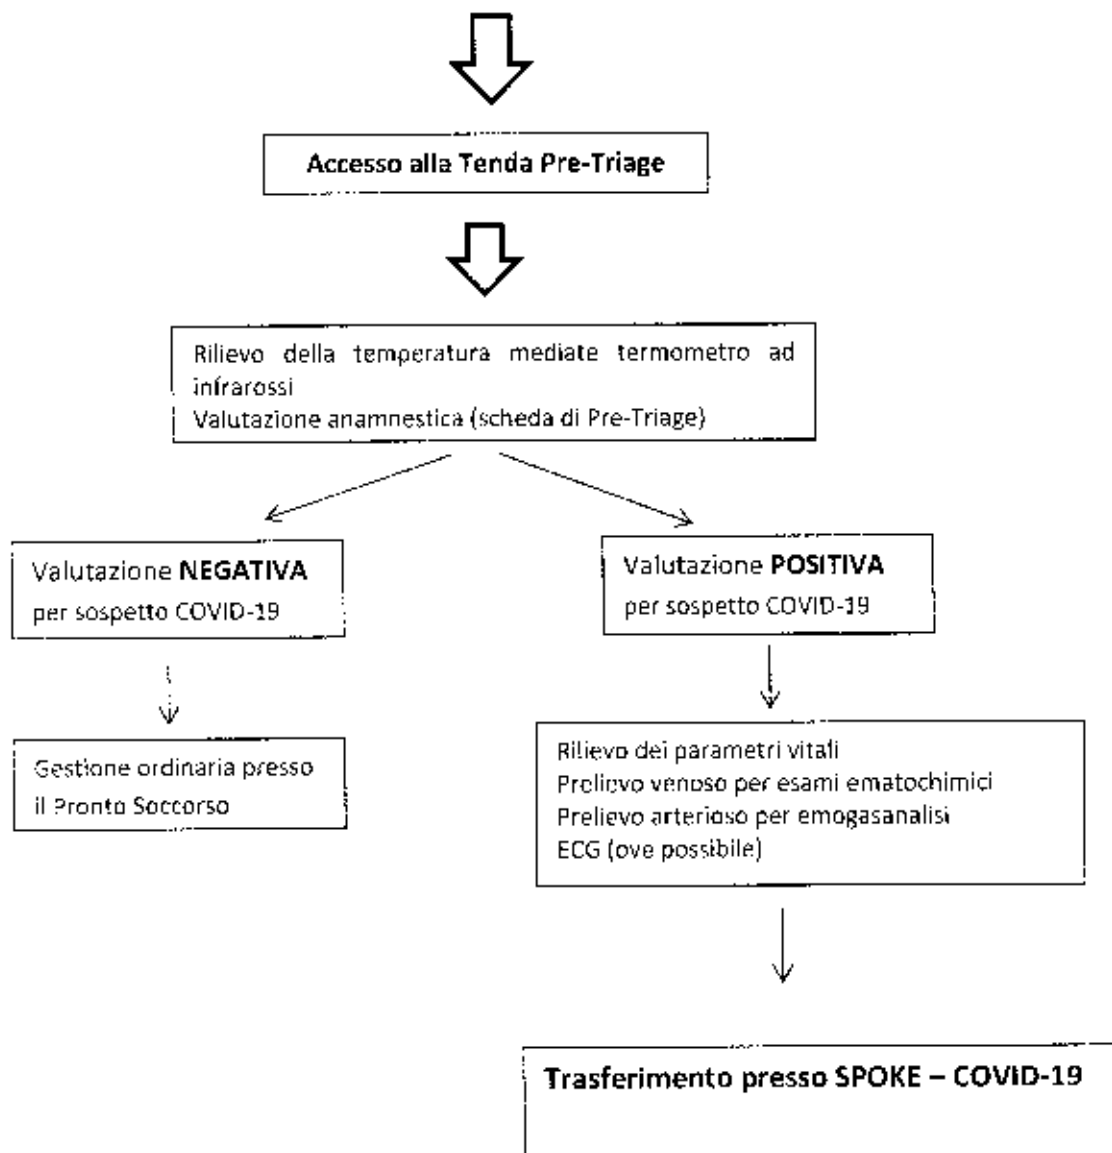 Accesso alla Tenda Pre-Triage
Rilievo della temperatura mediate termometro ad
infrarossi
Valutazione anamnestica (scheda di Pre-Triage)
Valutazione NEGATIVA
per sospetto COVID-19
Valutazione POSITIVA
per sospetto COVID-19
Gestione ordinaria presso
il Pronto Soccorso
Rilievo dei parametri vitali
Prelievo venoso per esami ematochimici
Prelievo arterioso per emogasanalisi
ECG (ove possibile)
Trasferimento presso SPOKE – COVID-19